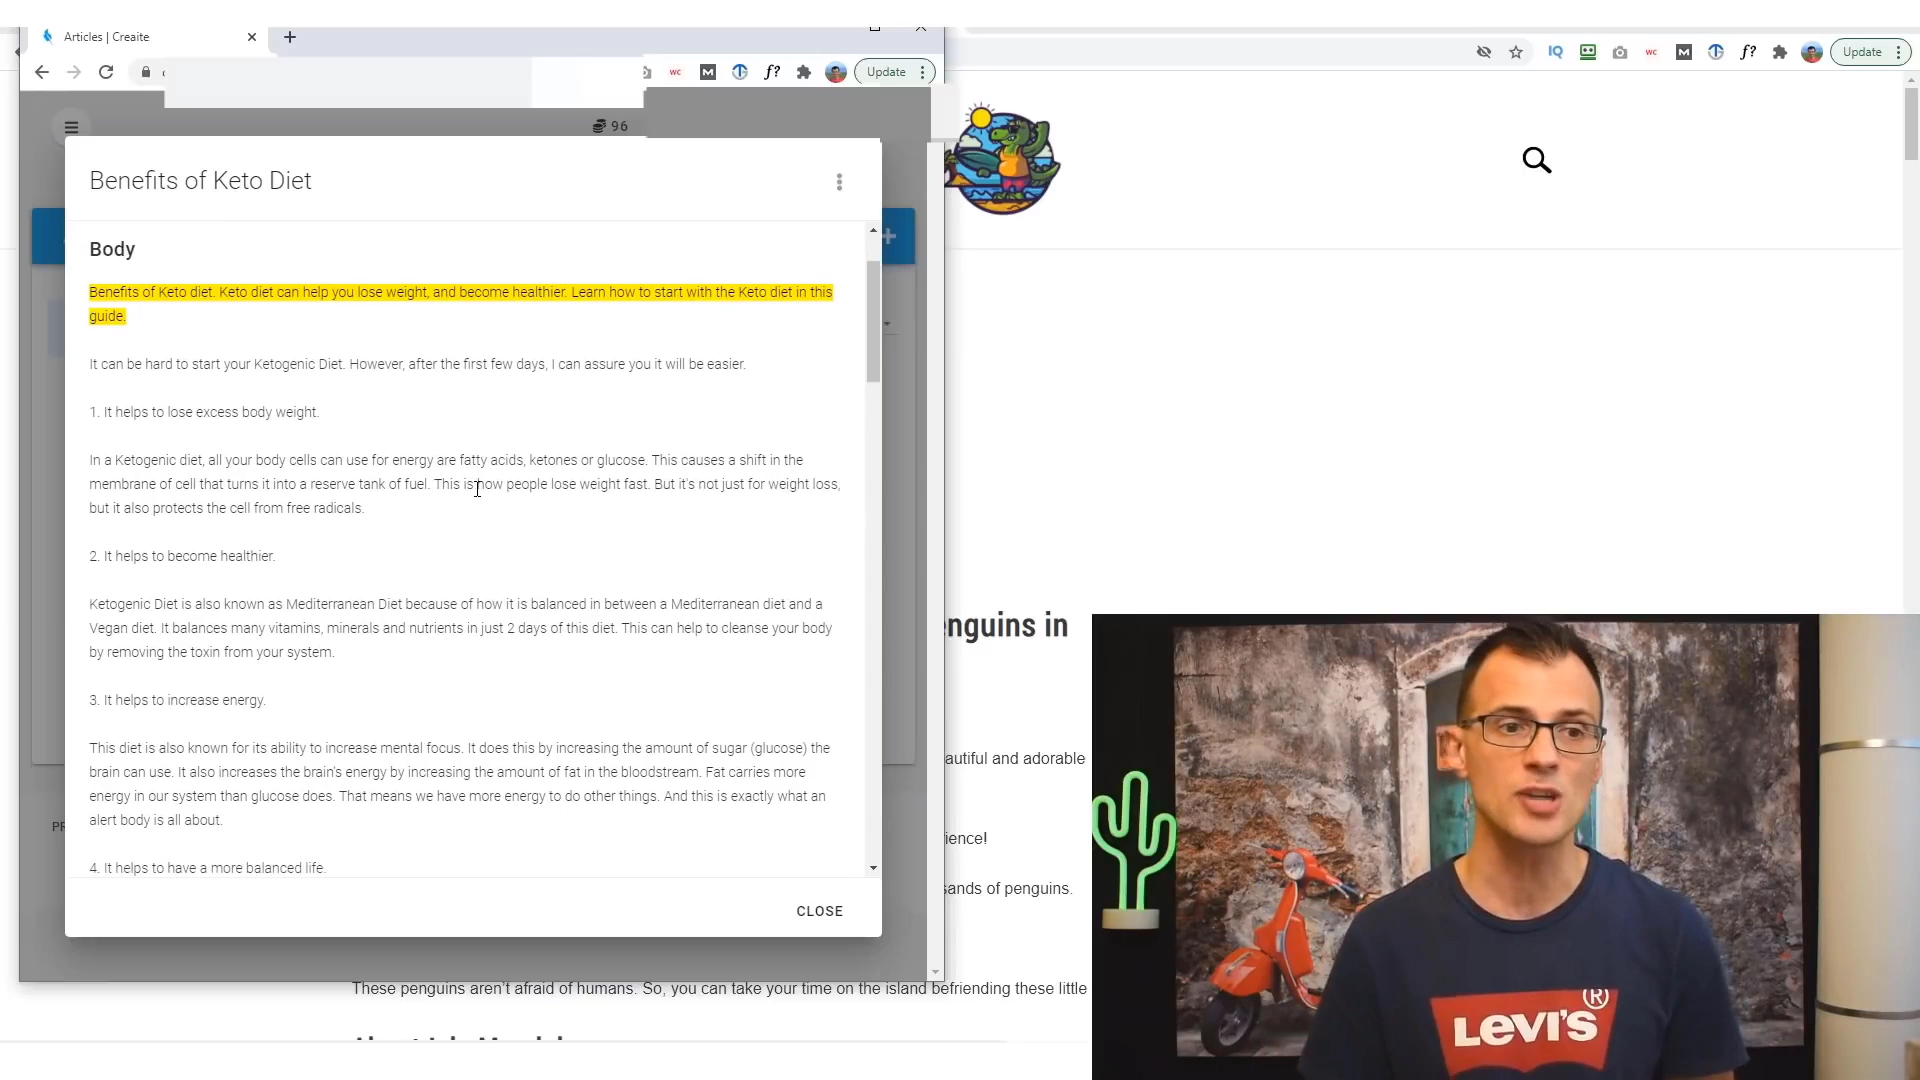 Articles | Creaite
Update
WC
M
f?
Update
IQ
WC
M
f?
96
Benefits of Keto Diet
Body
Benefits of Keto diet. Keto diet can help you lose weight, and become healthier. Learn how to start with the Keto diet in this
guide.
It can be hard to start your Ketogenic Diet. However, after the first few days, I can assure you it will be easier.
1. It helps to lose excess body weight.
In a Ketogenic diet, all your body cells can use for energy are fatty acids, ketones or glucose. This causes a shift in the
membrane of cell that turns it into a reserve tank of fuel. This is how people lose weight fast. But it's not just for weight loss,
but it also protects the cell from free radicals.
2. It helps to become healthier.
Ketogenic Diet is also known as Mediterranean Diet because of how it is balanced in between a Mediterranean diet and a
Vegan diet. It balances many vitamins, minerals and nutrients in just 2 days of this diet. This can help to cleanse your body
by removing the toxin from your system.
3. It helps to increase energy.
This diet is also known for its ability to increase mental focus. It does this by increasing the amount of sugar (glucose) the
brain can use. It also increases the brain's energy by increasing the amount of fat in the bloodstream. Fat carries more
energy in our system than glucose does. That means we have more energy to do other things. And this is exactly what an
alert body is all about.
4. It helps to have a more balanced life.
CLOSE
enguins in
autiful and adorable
ience!
sands of penguins.
These penguins aren't afraid of humans. So, you can take your time on the island befriending these little
LEVI'S®